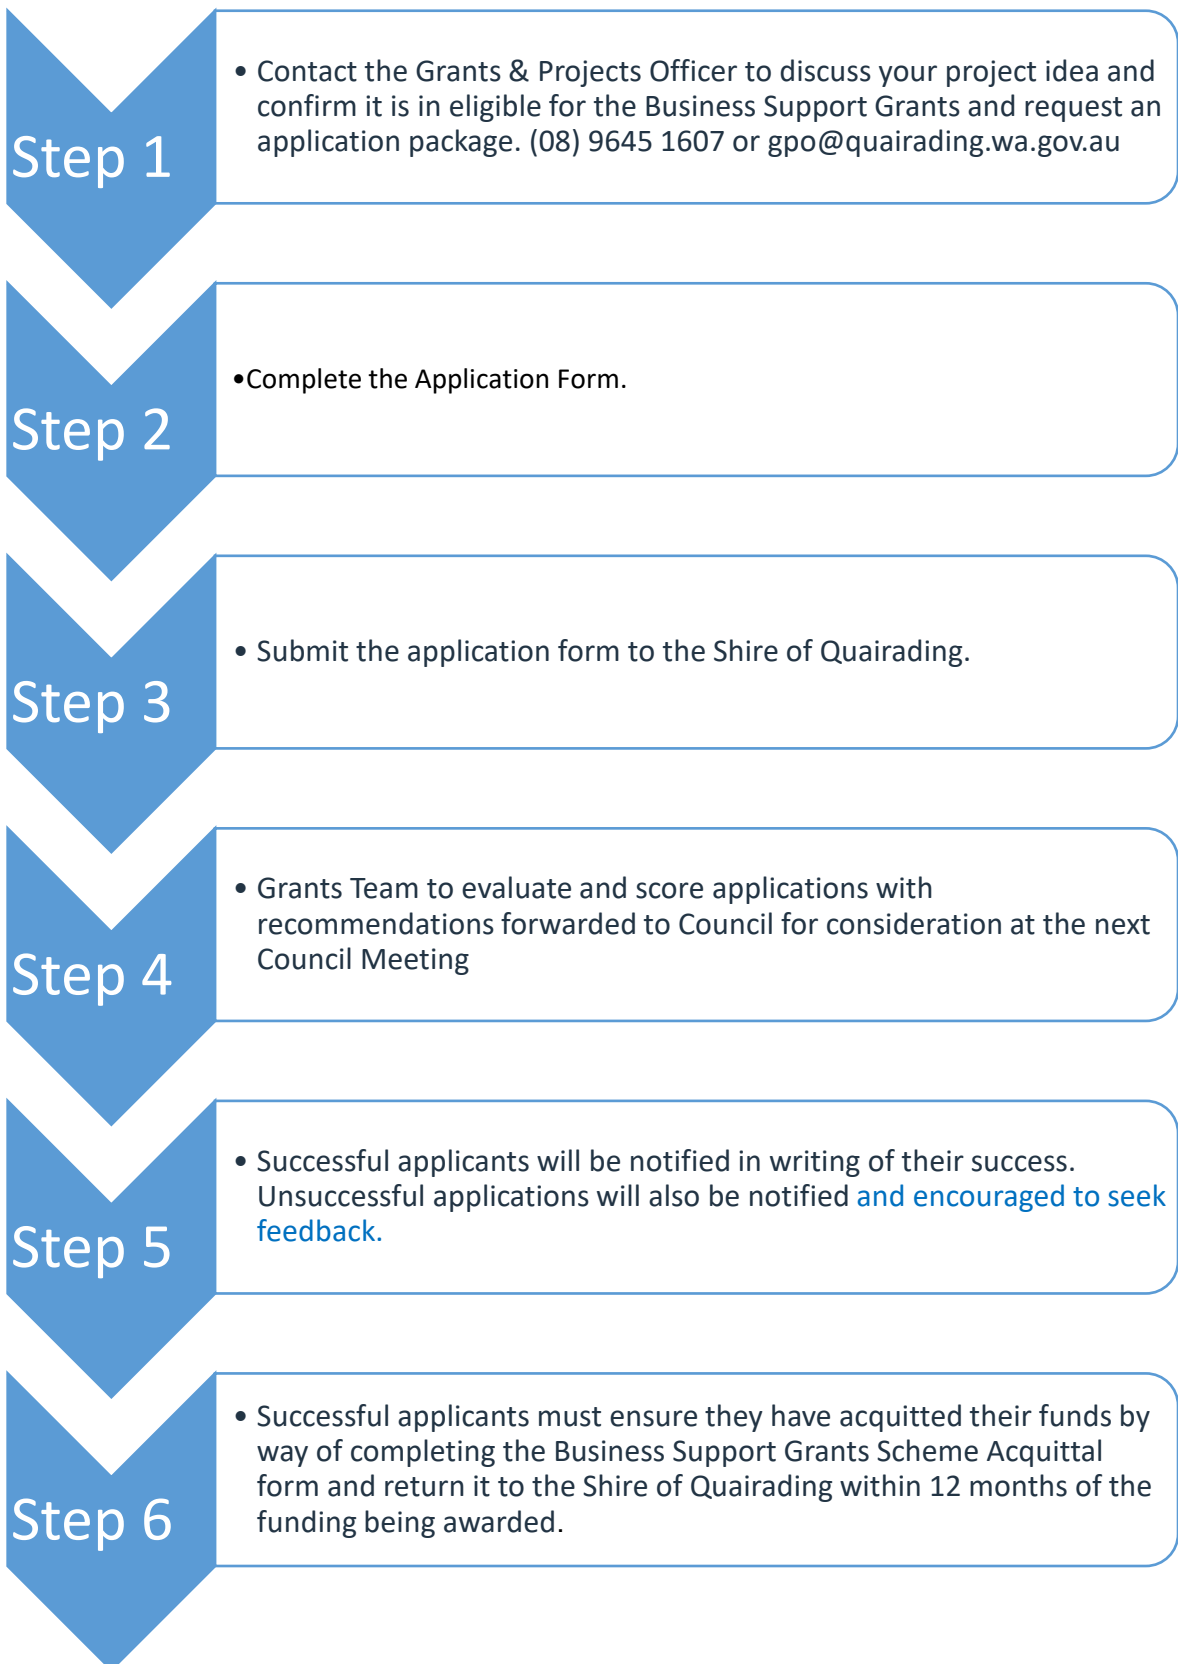 Step 1
• Contact the Grants & Projects Officer to discuss your project idea and
confirm it is in eligible for the Business Support Grants and request an
application package. (08) 9645 1607 or gpo@quairading.wa.gov.au
Step 2
•Complete the Application Form.
Step 3
• Submit the application form to the Shire of Quairading.
Step 4
• Grants Team to evaluate and score applications with
recommendations forwarded to Council for consideration at the next
Council Meeting
Step 5
• Successful applicants will be notified in writing of their success.
Unsuccessful applications will also be notified and encouraged to seek
feedback.
Step 6
• Successful applicants must ensure they have acquitted their funds by
way of completing the Business Support Grants Scheme Acquittal
form and return it to the Shire of Quairading within 12 months of the
funding being awarded.